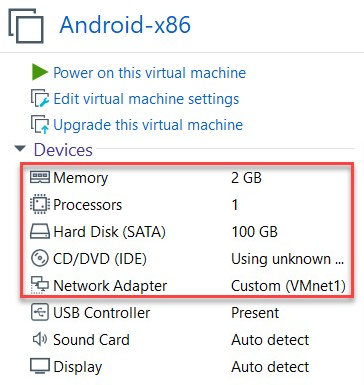 Android-x86
Power on this virtual machine
Edit virtual machine settings
Upgrade this virtual machine
Devices
Memory 2 GB
Processors 1
Hard Disk (SATA) 100 GB
CD/DVD (IDE) Using unknown ...
Network Adapter Custom (VMnet1)
USB Controller Present
Sound Card Auto detect
Display Auto detect